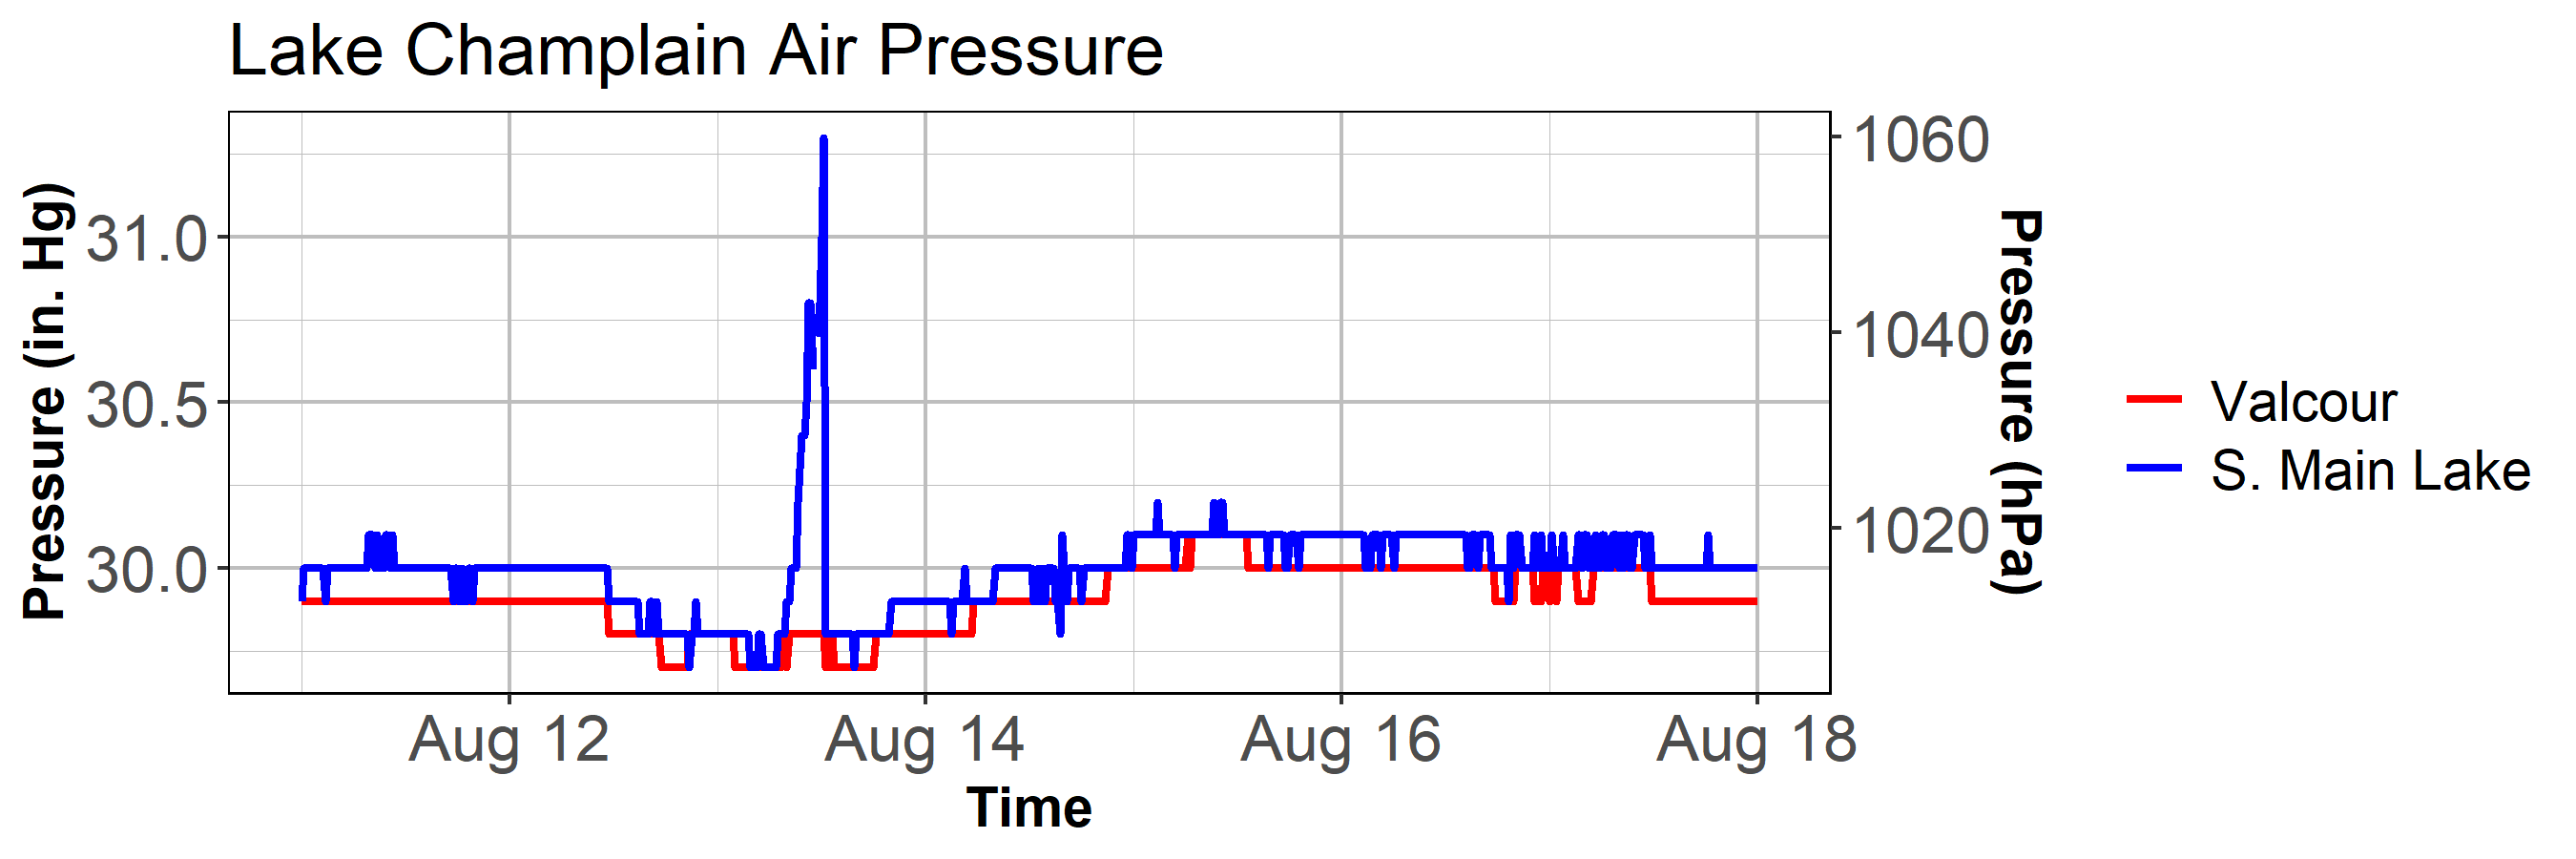 Lake Champlain Air Pressure
Pressure (in. Hg)
31.0
30.5
30.0
1060
1040
1020
Pressure (hPa)
Aug 12
Aug 14
Aug 16
Aug 18
Time
Valcour
S. Main Lake